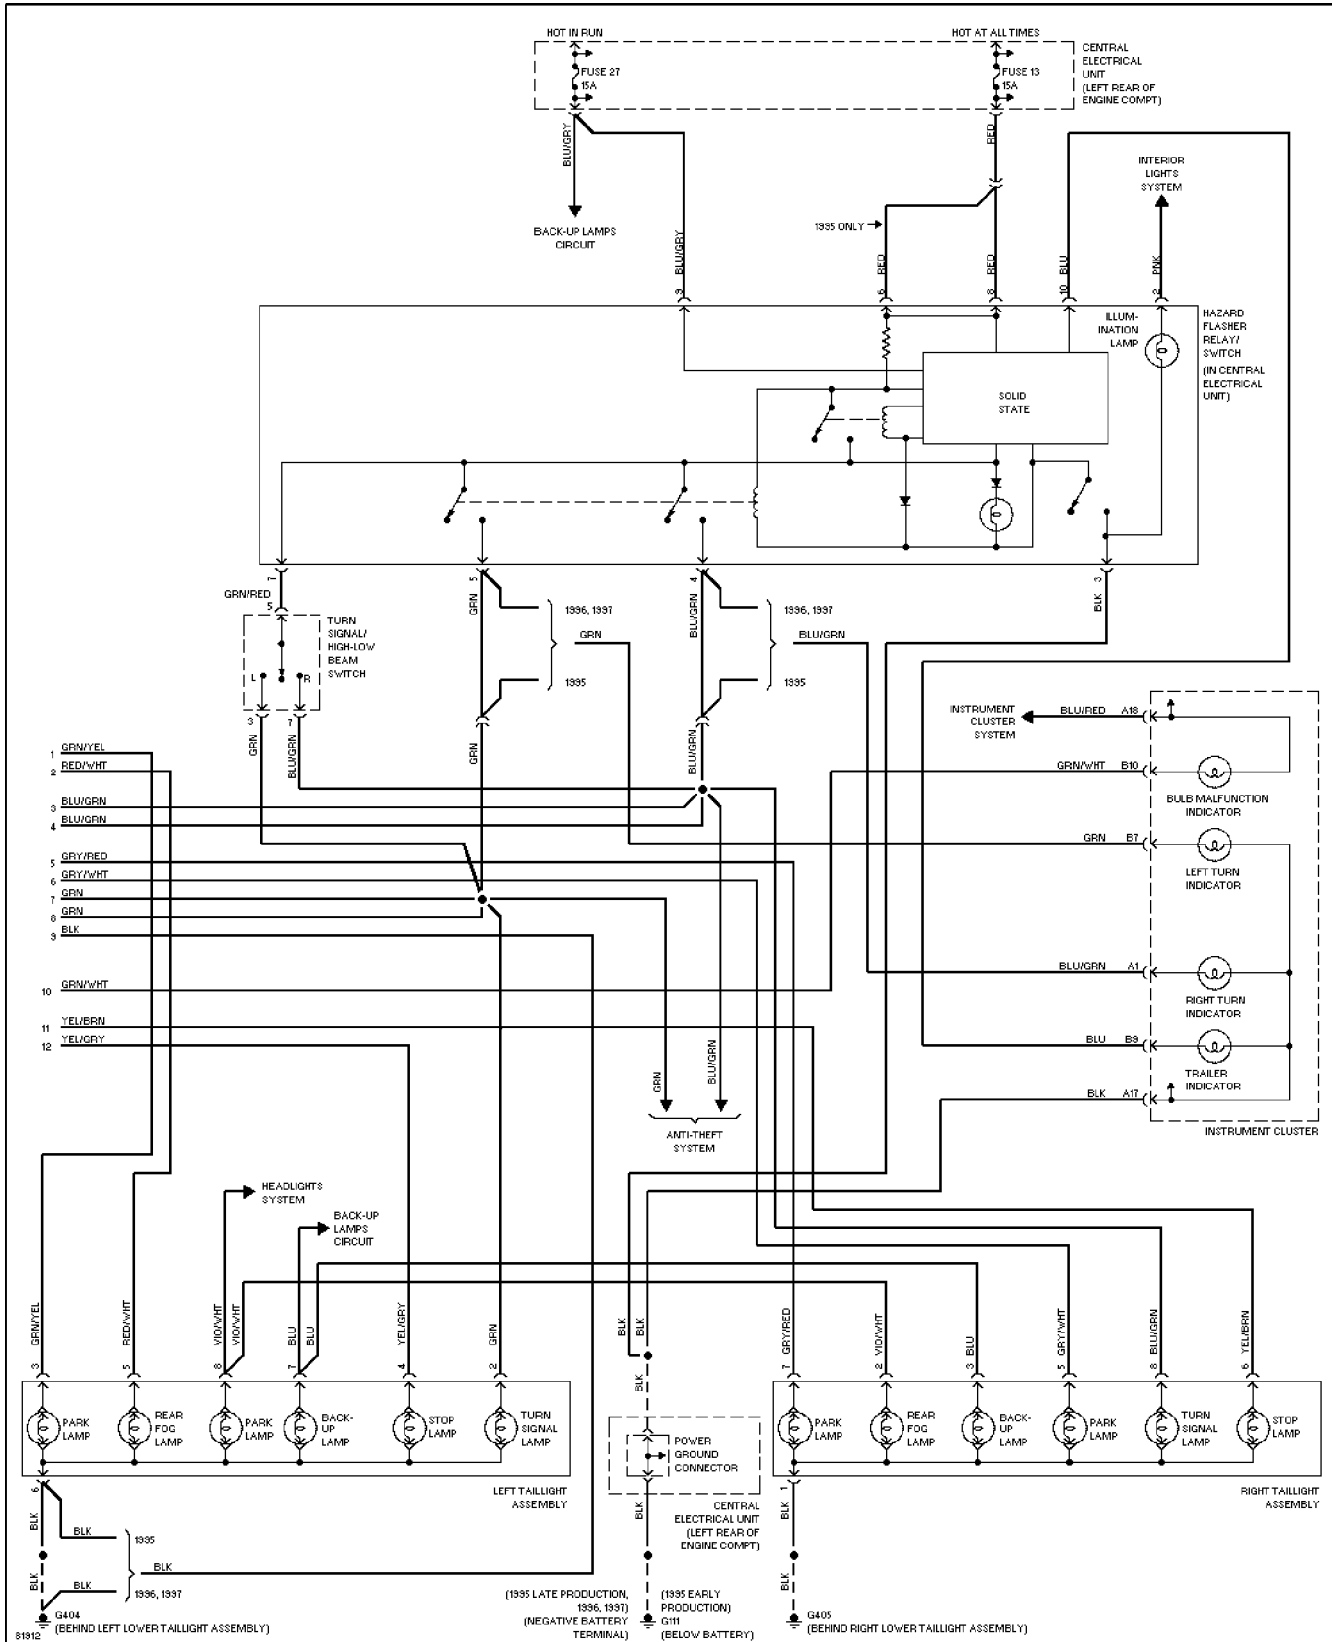 HOT IN RUN
HOT AT ALL TIMES
FUSE 27
15A
FUSE 13
15A
CENTRAL
ELECTRICAL
UNIT
(LEFT REAR OF
ENGINE COMPT)
BLU/GRY
RED
BACK-UP LAMPS
CIRCUIT
1995 ONLY
INTERIOR
LIGHTS
SYSTEM
BLU/GRY
RED
RED
BLU
PNK
9
6
8
10
2
ILLUM-
INATION
LAMP
HAZARD
FLASHER
RELAY/
SWITCH
(IN CENTRAL
ELECTRICAL
UNIT)
SOLID
STATE
7
5
4
3
GRN/RED
5
GRN
BLU/GRN
BLK
TURN
SIGNAL/
HIGH-LOW
BEAM
SWITCH
L
R
1996, 1997
GRN
1995
1996, 1997
BLU/GRN
1995
3
7
GRN
BLU/GRN
GRN
BLU/GRN
INSTRUMENT
CLUSTER
SYSTEM
BLU/RED A18
GRN/WHT B10
BULB MALFUNCTION
INDICATOR
GRN B7
LEFT TURN
INDICATOR
BLU/GRN A1
RIGHT TURN
INDICATOR
BLU B9
TRAILER
INDICATOR
BLK A17
INSTRUMENT CLUSTER
1 GRN/YEL
2 RED/WHT
3 BLU/GRN
4 BLU/GRN
5 GRY/RED
6 GRY/WHT
7 GRN
8 GRN
9 BLK
10 GRN/WHT
11 YEL/BRN
12 YEL/GRY
GRN
BLU/GRN
ANTI-THEFT
SYSTEM
HEADLIGHTS
SYSTEM
BACK-UP
LAMPS
CIRCUIT
GRN/YEL
RED/WHT
VIO/WHT
VIO/WHT
BLU
BLU
YEL/GRY
GRN
3
5
8
7
4
2
BLK
BLK
BLK
GRY/RED
VIO/WHT
BLU
GRY/WHT
BLU/GRN
YEL/BRN
7
2
3
5
8
6
PARK
LAMP
REAR
FOG
LAMP
PARK
LAMP
BACK-
UP
LAMP
STOP
LAMP
TURN
SIGNAL
LAMP
LEFT TAILLIGHT
ASSEMBLY
POWER
GROUND
CONNECTOR
CENTRAL
ELECTRICAL UNIT
(LEFT REAR OF
ENGINE COMPT)
PARK
LAMP
REAR
FOG
LAMP
BACK-
UP
LAMP
PARK
LAMP
TURN
SIGNAL
LAMP
STOP
LAMP
RIGHT TAILLIGHT
ASSEMBLY
6
BLK
BLK
1995
BLK
BLK
BLK
1996, 1997
G404
(BEHIND LEFT LOWER TAILLIGHT ASSEMBLY)
81912
BLK
BLK
(1995 LATE PRODUCTION,
1996, 1997)
(NEGATIVE BATTERY
TERMINAL)
(1995 EARLY
PRODUCTION)
G111
(BELOW BATTERY)
1
BLK
BLK
G405
(BEHIND RIGHT LOWER TAILLIGHT ASSEMBLY)